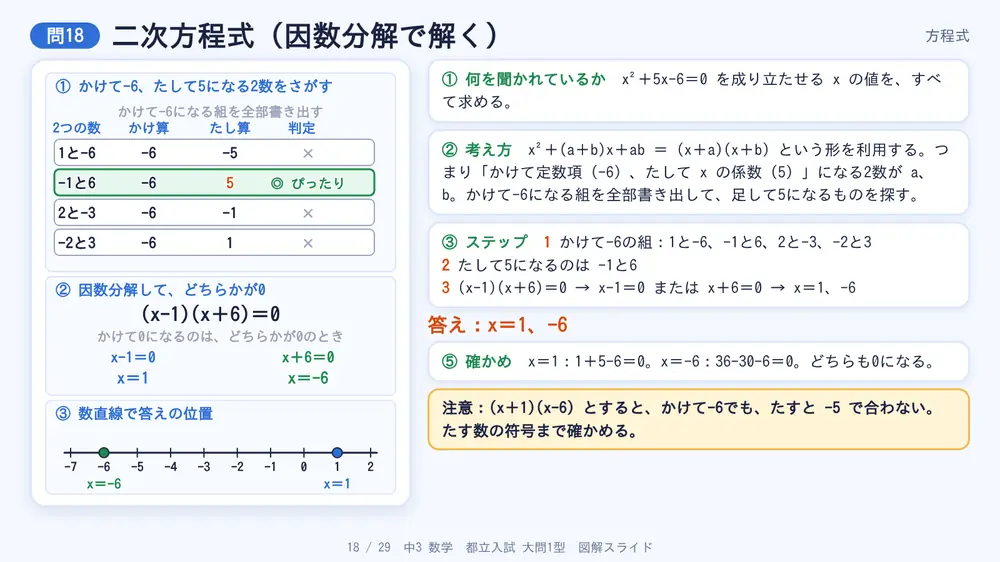 問18 二次方程式（因数分解で解く） 方程式
① かけて-6、たして5になる2数をさがす
かけて-6になる組を全部書き出す
2つの数 かけ算 たし算 判定
1と-6 -6 -5 ×
-1と6 -6 5 ◎ ぴったり
2と-3 -6 -1 ×
-2と3 -6 1 ×
② 因数分解して、どちらかが0
(x-1)(x+6)=0
かけて0になるのは、どちらかが0のとき
x-1=0 x+6=0
x=1 x=-6
③ 数直線で答えの位置
-7 -6 -5 -4 -3 -2 -1 0 1 2
x=-6 x=1
① 何を聞かれているか x²+5x-6=0 を成り立たせる x の値を、すべ
て求める。
② 考え方 x²+(a+b)x+ab = (x+a)(x+b) という形を利用する。つ
まり「かけて定数項（-6）、たして x の係数（5）」になる2数が a、
b。かけて-6になる組を全部書き出して、足して5になるものを探す。
③ ステップ 1 かけて-6の組：1と-6、-1と6、2と-3、-2と3
2 たして5になるのは -1と6
3 (x-1)(x+6)=0 → x-1=0 または x+6=0 → x=1、-6
答え：x=1、-6
⑤ 確かめ x=1：1+5-6=0。x=-6：36-30-6=0。どちらも0になる。
注意：(x+1)(x-6) とすると、かけて-6でも、たすと -5 で合わない。
たす数の符号まで確かめる。
18 / 29 中3 数学 都立入試 大問1型 図解スライド